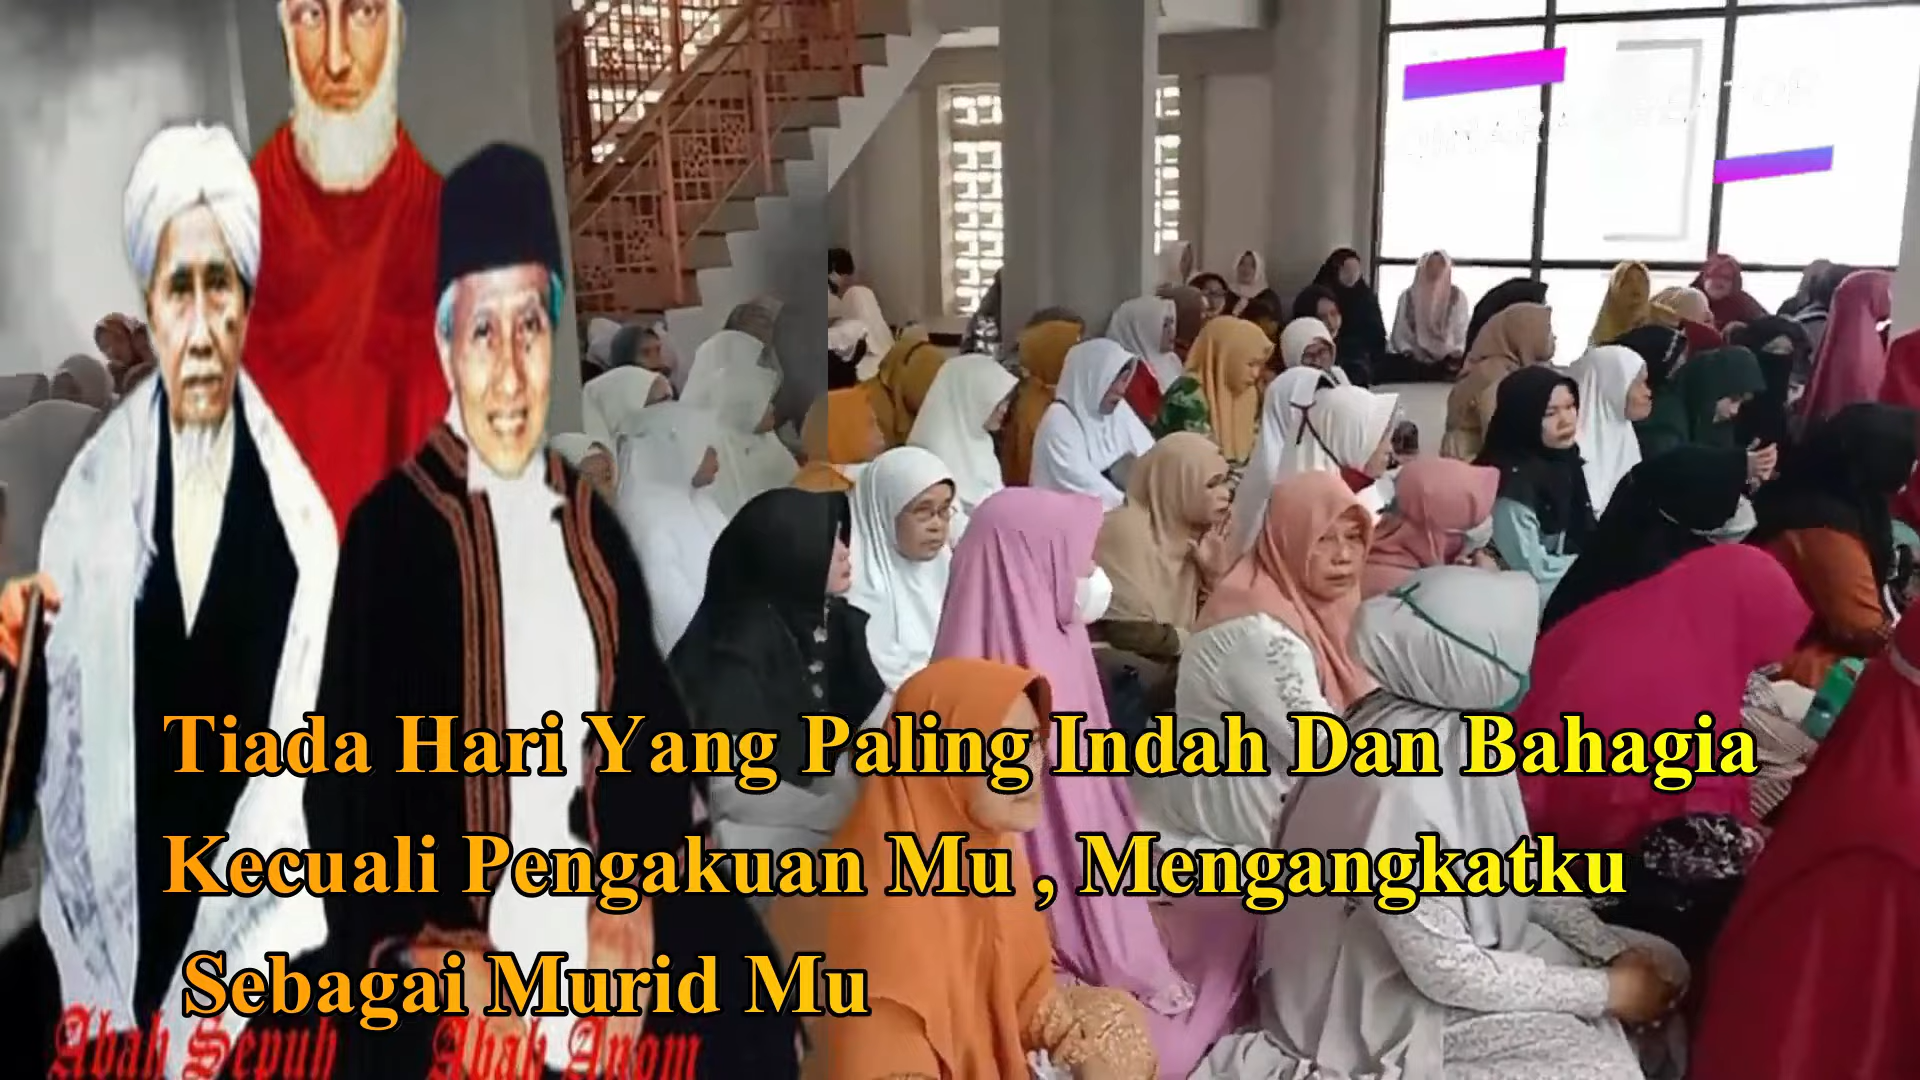 Tiada Hari Yang Paling Indah Dan Bahagia
Kecuali Pengakuan Mu , Mengangkatku
Sebagai Murid Mu
Abah Sepuh
Abah Anom